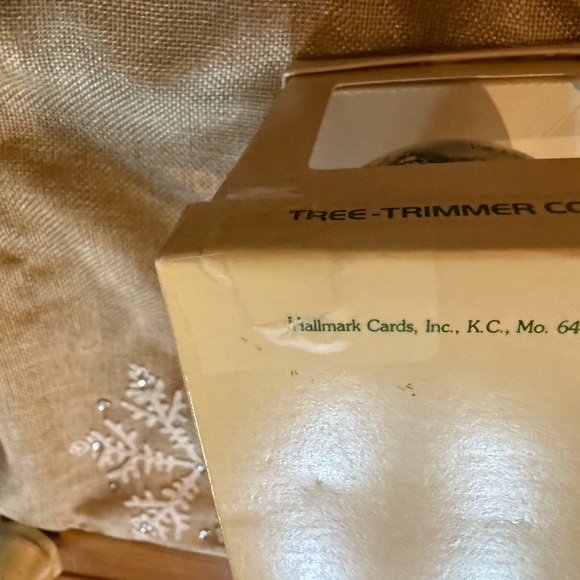 TREE-TRIMMER CO
Hallmark Cards, Inc., K.C., Mo. 64